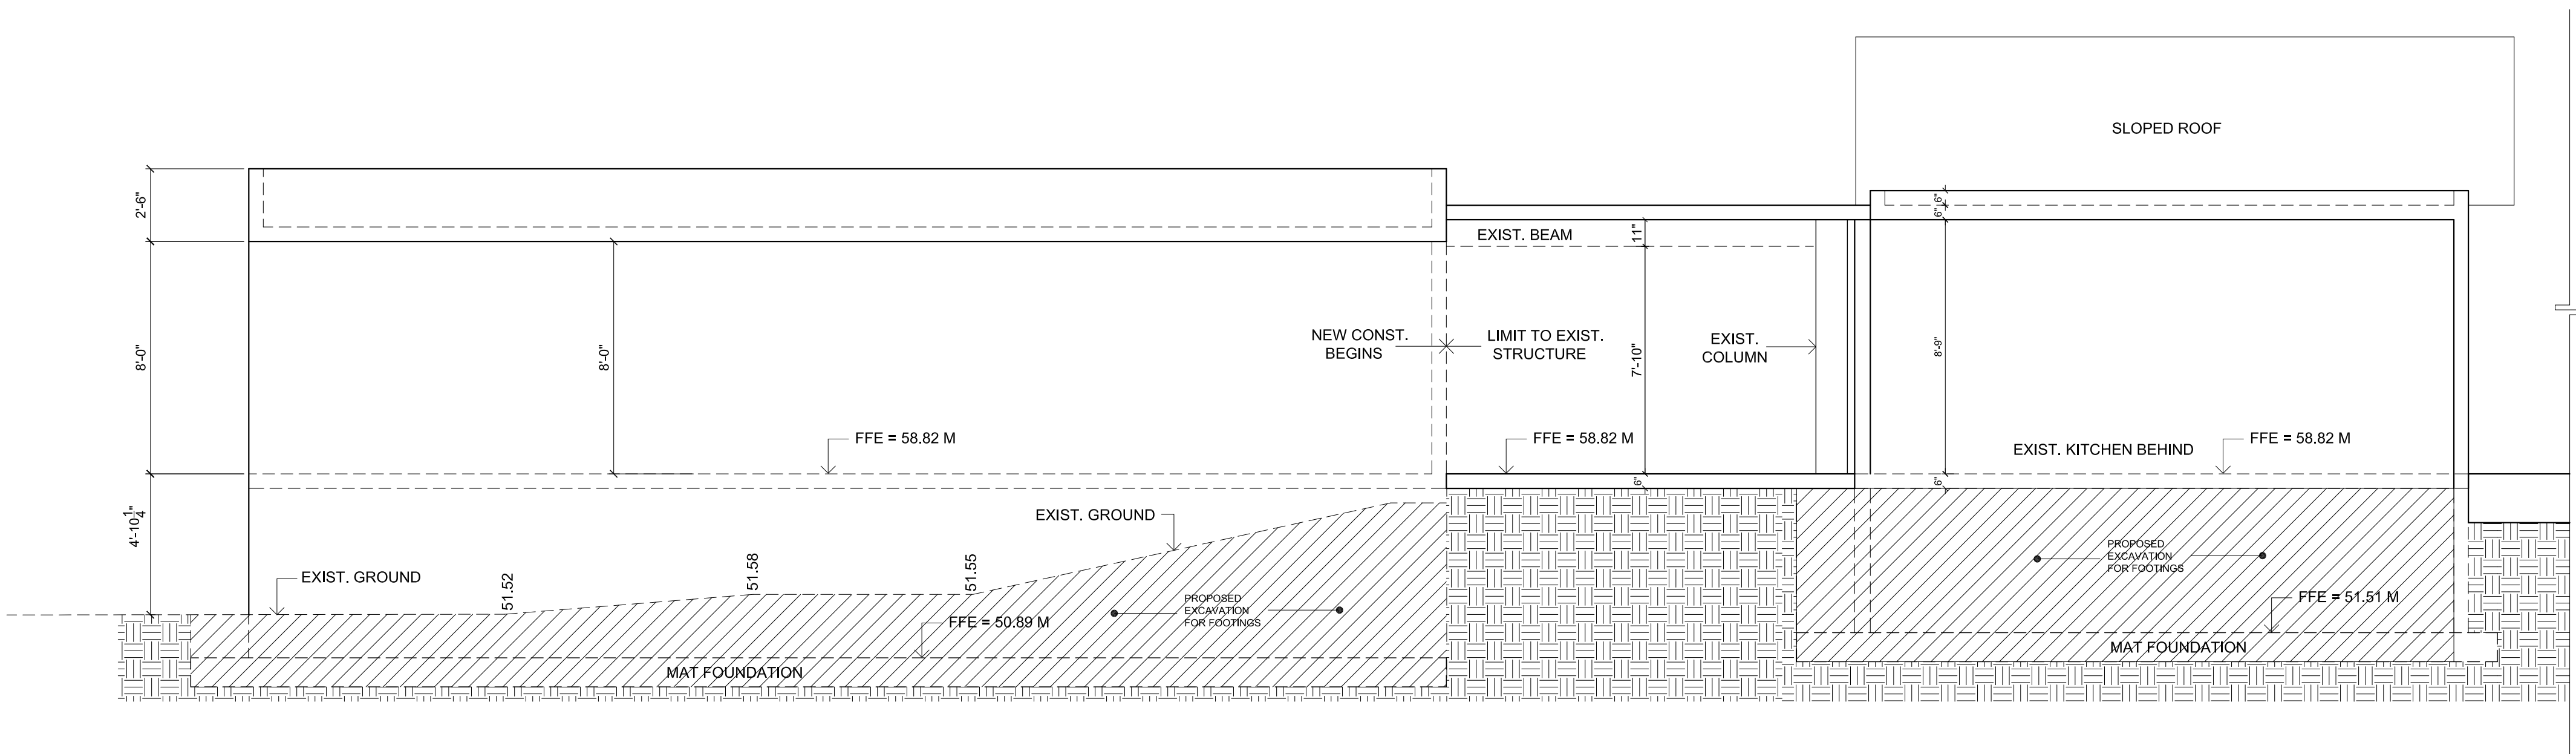 SLOPED ROOF
2'-6"
6"
6"
EXIST. BEAM
11"
8'-0"
8'-0"
NEW CONST.
BEGINS
LIMIT TO EXIST.
STRUCTURE
7'-10"
EXIST.
COLUMN
8'-9"
FFE = 58.82 M
FFE = 58.82 M
EXIST. KITCHEN BEHIND
FFE = 58.82 M
6"
6"
4'-10 1/4"
EXIST. GROUND
EXIST. GROUND
51.52
51.58
51.55
PROPOSED
EXCAVATION
FOR FOOTINGS
PROPOSED
EXCAVATION
FOR FOOTINGS
FFE = 50.89 M
FFE = 51.51 M
MAT FOUNDATION
MAT FOUNDATION